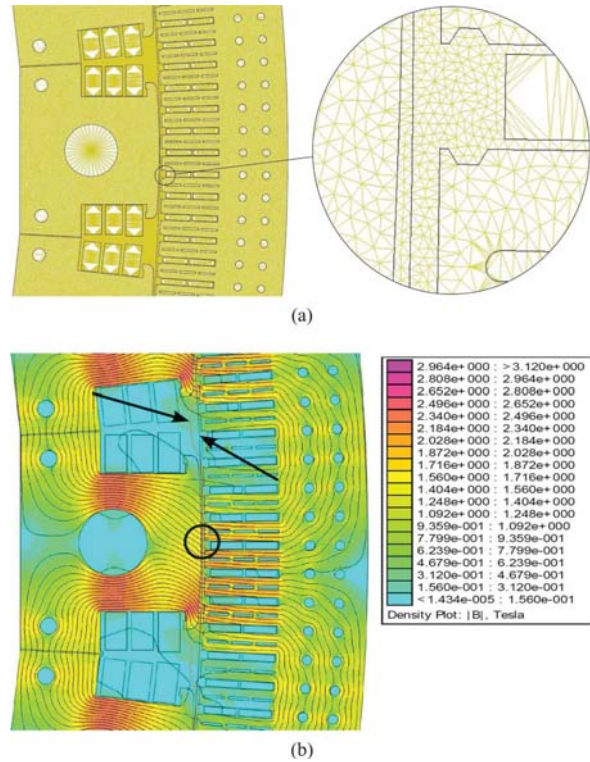 (a)
2.964e+000 : >3.120e+000
2.808e+000 : 2.964e+000
2.652e+000 : 2.808e+000
2.496e+000 : 2.652e+000
2.340e+000 : 2.496e+000
2.184e+000 : 2.340e+000
2.028e+000 : 2.184e+000
1.872e+000 : 2.028e+000
1.716e+000 : 1.872e+000
1.560e+000 : 1.716e+000
1.404e+000 : 1.560e+000
1.248e+000 : 1.404e+000
1.092e+000 : 1.248e+000
9.359e-001 : 1.092e+000
7.799e-001 : 9.359e-001
6.239e-001 : 7.799e-001
4.679e-001 : 6.239e-001
3.120e-001 : 4.679e-001
1.560e-001 : 3.120e-001
<1.434e-005 : 1.560e-001
Density Plot: |B|, Tesla
(b)